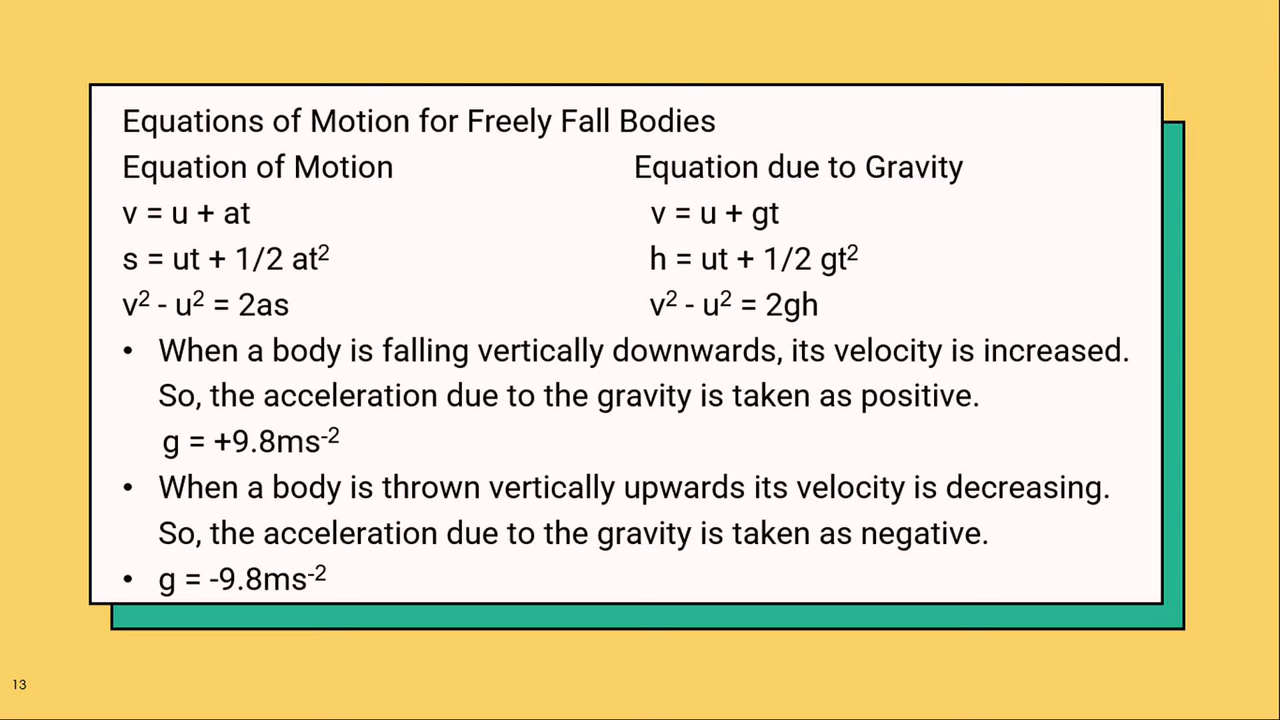 Equations of Motion for Freely Fall Bodies
Equation of Motion Equation due to Gravity
v = u + at v = u + gt
s = ut + 1/2 at² h = ut + 1/2 gt²
v² - u² = 2as v² - u² = 2gh
• When a body is falling vertically downwards, its velocity is increased.
So, the acceleration due to the gravity is taken as positive.
g = +9.8ms⁻²
• When a body is thrown vertically upwards its velocity is decreasing.
So, the acceleration due to the gravity is taken as negative.
• g = -9.8ms⁻²
13